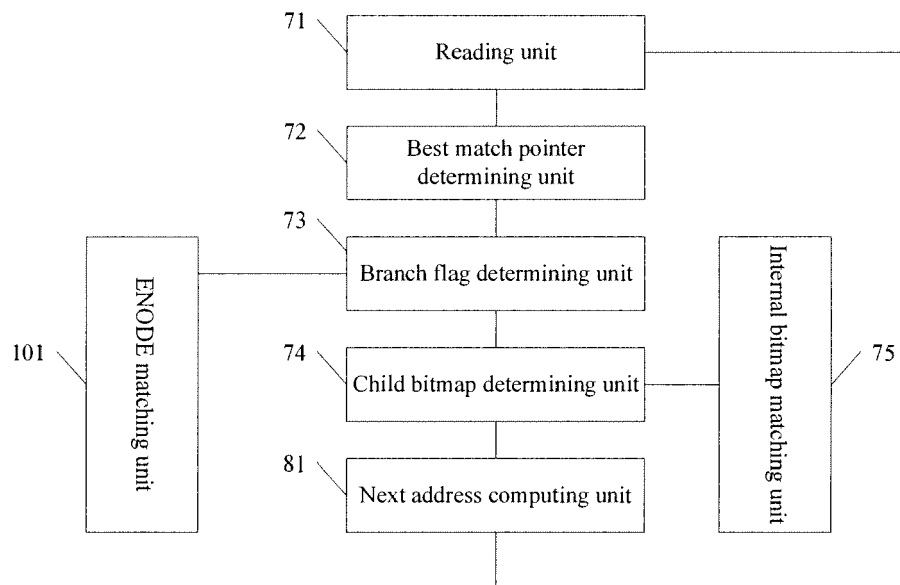 71
Reading unit
72
Best match pointer
determining unit
73
Branch flag determining unit
ENODE matching unit
101
74
Child bitmap determining unit
Internal bitmap matching unit
75
81
Next address computing unit